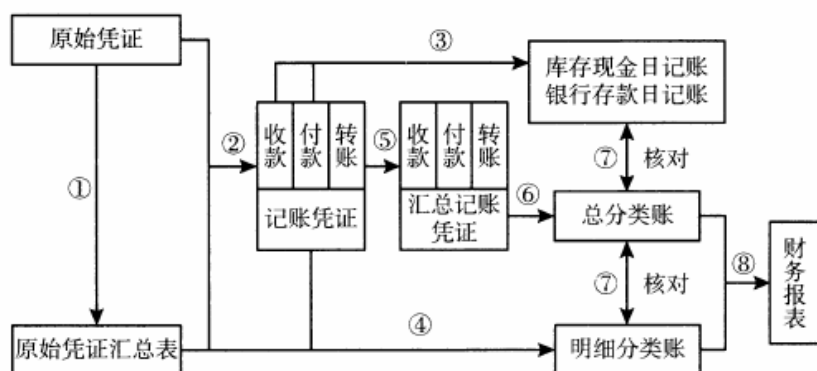 原始凭证
③
库存现金日记账
银行存款日记账
②
收款
付款
转账
⑤
收款
付款
转账
⑦
核对
①
记账凭证
汇总记账
凭证
⑥
总分类账
⑦
核对
⑧
财务报表
原始凭证汇总表
④
明细分类账